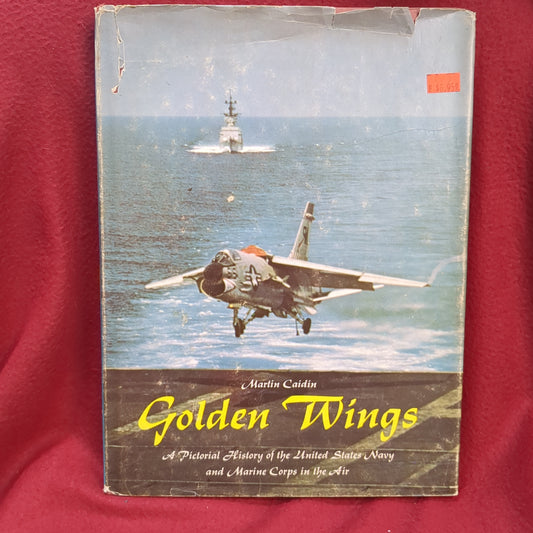 Martin Caidin
Golden Wings
A Pictorial History of the United States Navy
and Marine Corps in the Air